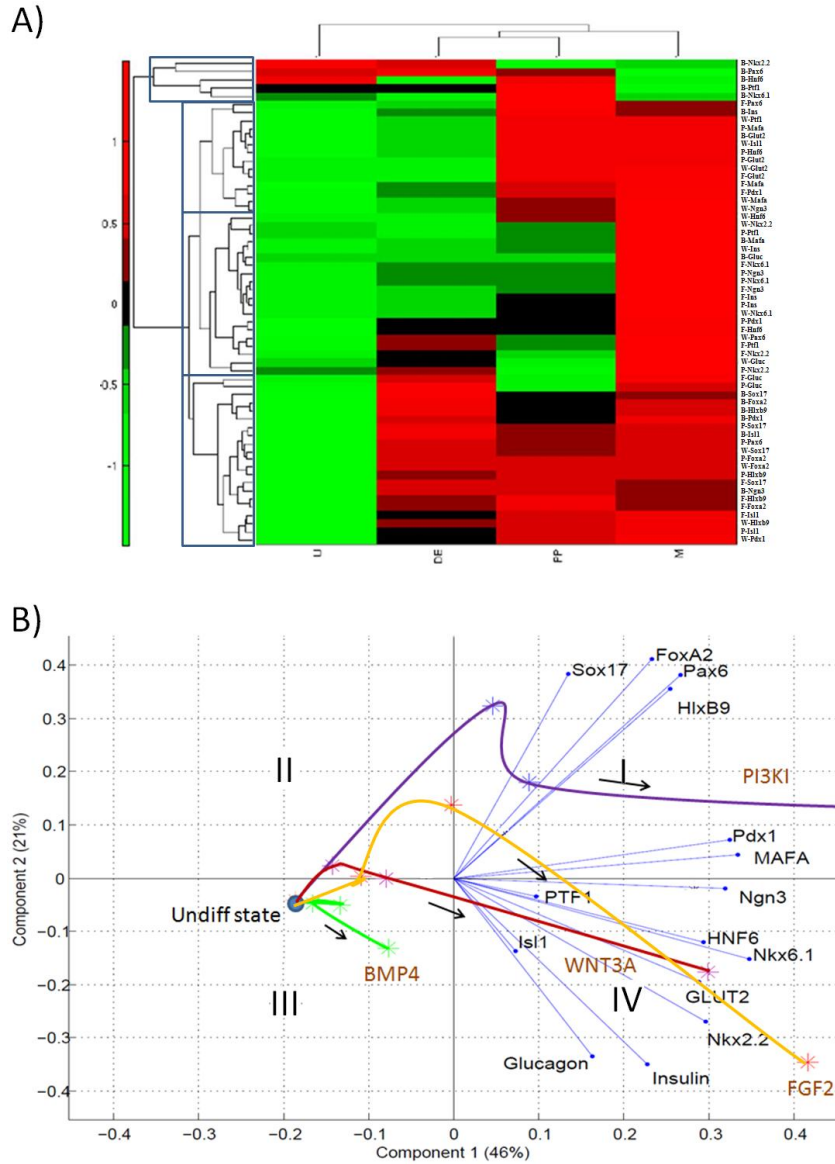 A)
B-Nkx2.2
B-Pax6
B-Hnf6
B-Ptf1
B-Nkx6.1
F-Pax6
B-Ins
W-Ptf1
P-Mafa
B-Glut2
W-Isl1
P-Hnf6
P-Glut2
W-Glut2
F-Glut2
F-Mafa
F-Pdx1
W-Mafa
W-Ngn3
W-Hnf6
W-Nkx2.2
P-Ptf1
B-Mafa
W-Ins
B-Gluc
F-Nkx6.1
P-Ngn3
P-Nkx6.1
F-Ngn3
F-Ins
P-Ins
W-Nkx6.1
P-Pdx1
F-Hnf6
W-Pax6
F-Ptf1
F-Nkx2.2
W-Gluc
P-Nkx2.2
F-Gluc
P-Gluc
B-Sox17
B-Foxa2
B-Hlxb9
B-Pdx1
P-Sox17
B-Isl1
P-Pax6
W-Sox17
P-Foxa2
W-Foxa2
P-Hlxb9
F-Sox17
B-Ngn3
F-Hlxb9
F-Foxa2
F-Isl1
W-Hlxb9
P-Isl1
W-Pdx1
0.5
0
-0.5
-1
U
DE
PP
M
B)
Component 2 (21%)
0.4
0.3
0.2
0.1
0
−0.1
−0.2
−0.3
−0.4
II
I
III
IV
Sox17
FoxA2
Pax6
HlxB9
PI3KI
Pdx1
MAFA
Ngn3
PTF1
HNF6
Isl1
Nkx6.1
WNT3A
GLUT2
Nkx2.2
Glucagon
Insulin
FGF2
Undiff state
BMP4
−0.4
−0.3
−0.2
−0.1
0
0.1
0.2
0.3
0.4
Component 1 (46%)